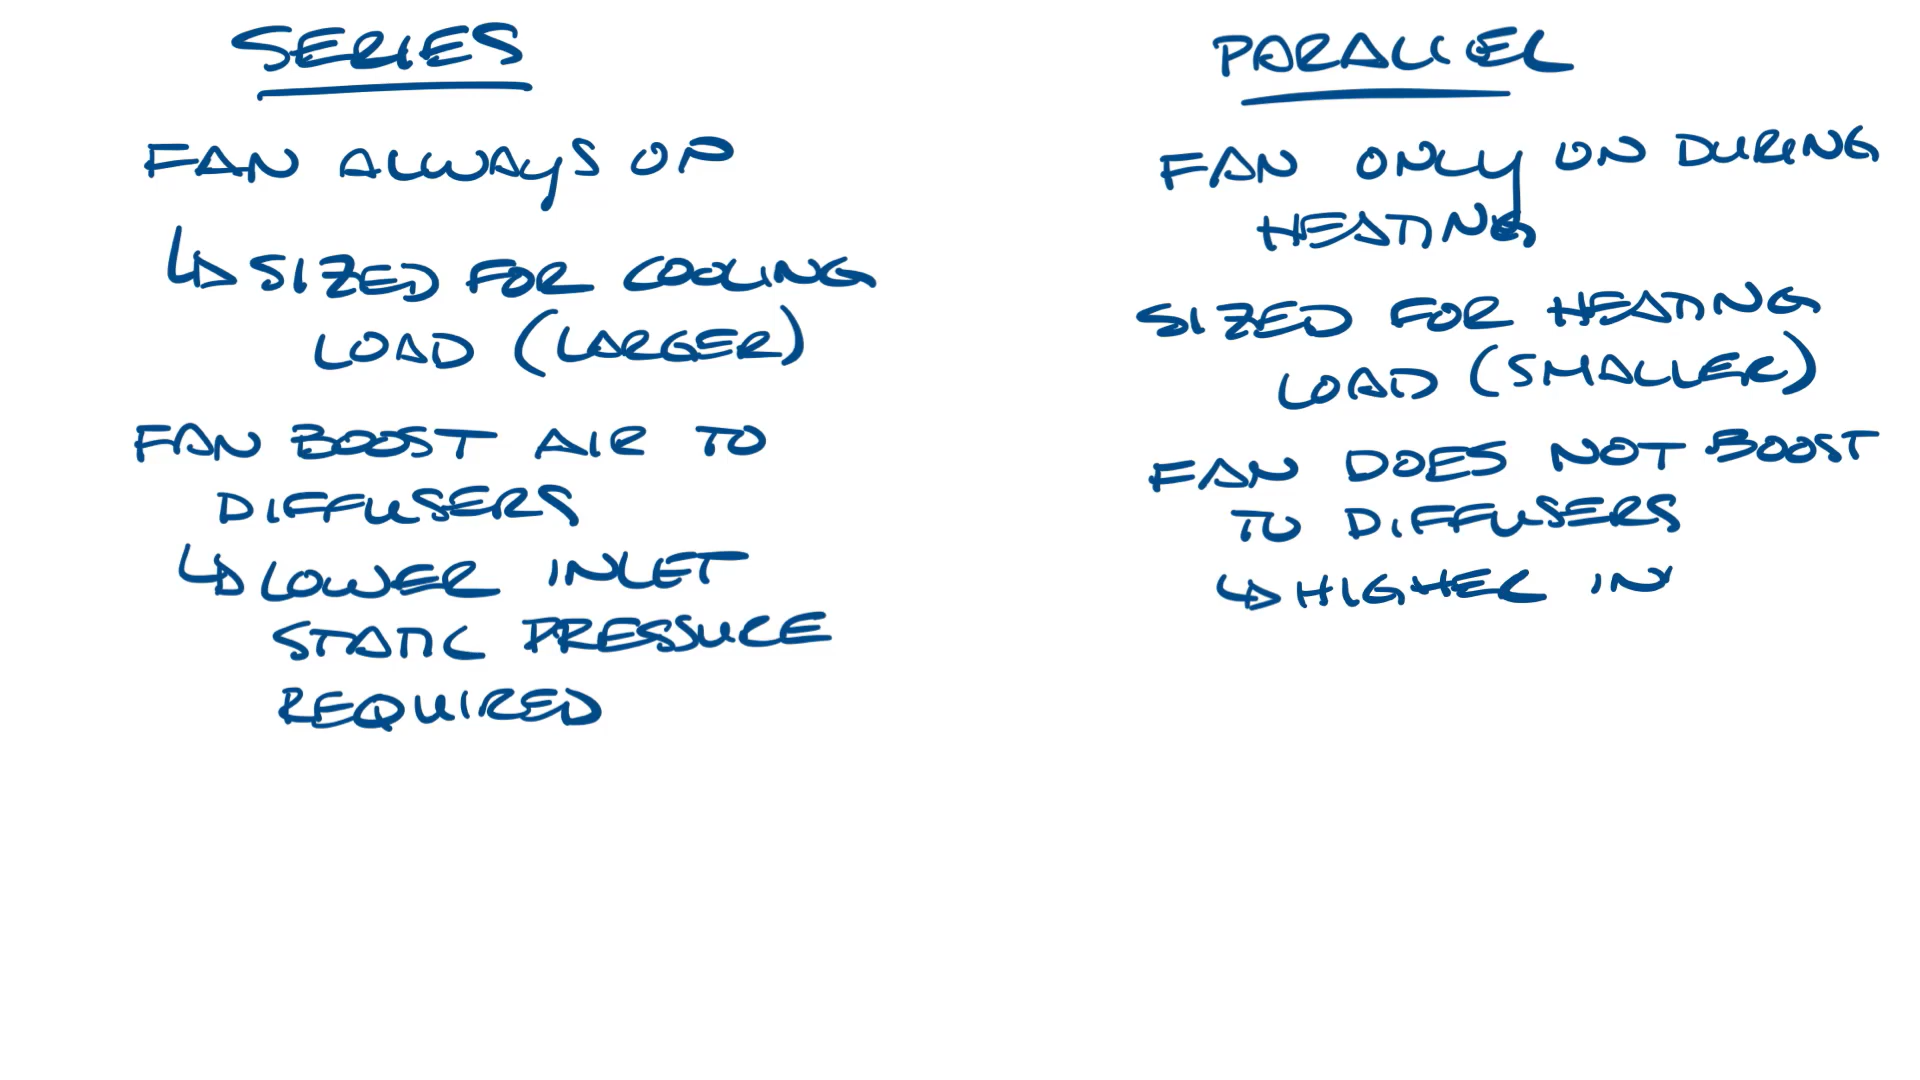 SERIES
FAN ALWAYS ON
↳ SIZED FOR COOLING
LOAD (LARGER)
FAN BOOST AIR TO
DIFFUSERS
↳ LOWER INLET
STATIC PRESSURE
REQUIRED
PARALLEL
FAN ONLY ON DURING
HEATING
SIZED FOR HEATING
LOAD (SMALLER)
FAN DOES NOT BOOST
TO DIFFUSERS
↳ HIGHER IN